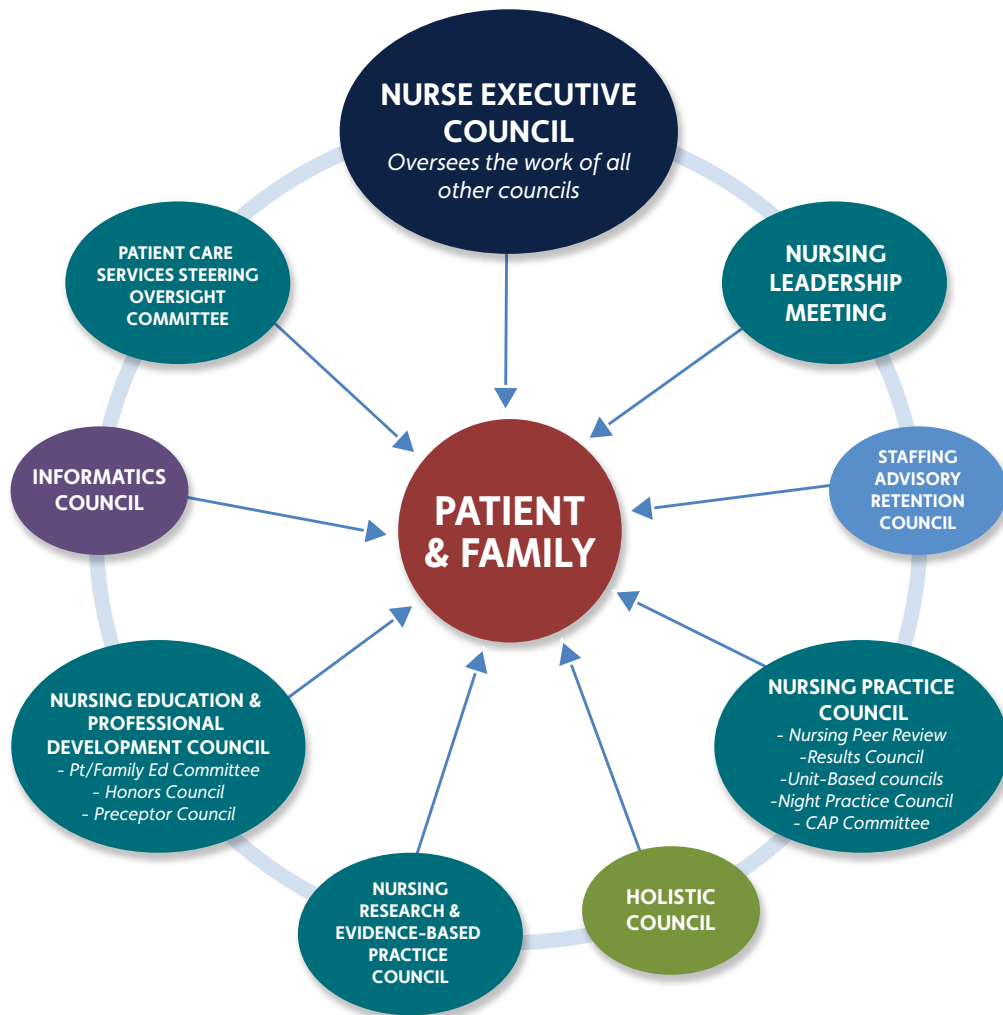 NURSE EXECUTIVE
COUNCIL
Oversees the work of all
other councils
PATIENT CARE
SERVICES STEERING
OVERSIGHT
COMMITTEE
NURSING
LEADERSHIP
MEETING
INFORMATICS
COUNCIL
PATIENT
& FAMILY
STAFFING
ADVISORY
RETENTION
COUNCIL
NURSING EDUCATION &
PROFESSIONAL
DEVELOPMENT COUNCIL
- Pt/Family Ed Committee
- Honors Council
- Preceptor Council
NURSING PRACTICE
COUNCIL
- Nursing Peer Review
-Results Council
-Unit-Based councils
-Night Practice Council
- CAP Committee
NURSING
RESEARCH &
EVIDENCE-BASED
PRACTICE
COUNCIL
HOLISTIC
COUNCIL